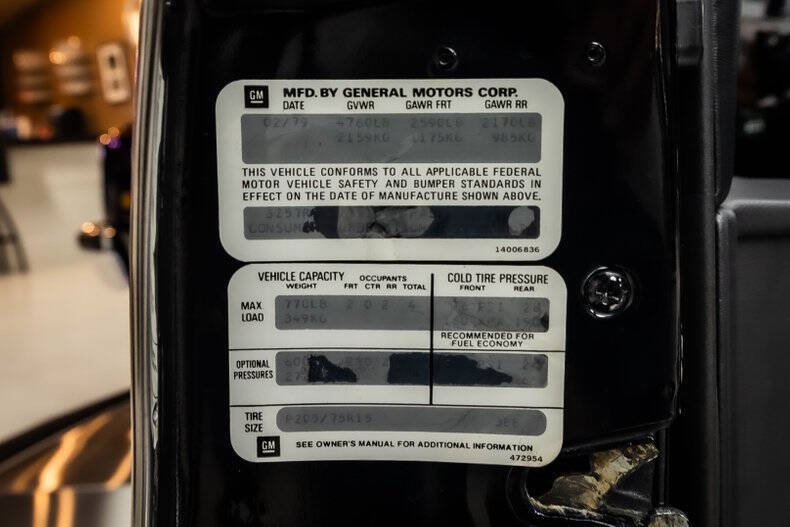 GM MFD. BY GENERAL MOTORS CORP.
DATE GVWR GAWR FRT GAWR RR
02/79 4760LB 2590LB 2170LB
2159KG 1175KG 985KG
THIS VEHICLE CONFORMS TO ALL APPLICABLE FEDERAL
MOTOR VEHICLE SAFETY AND BUMPER STANDARDS IN
EFFECT ON THE DATE OF MANUFACTURE SHOWN ABOVE.
14006836
VEHICLE CAPACITY OCCUPANTS COLD TIRE PRESSURE
WEIGHT FRT CTR RR TOTAL FRONT REAR
MAX LOAD 770LB 2 0 2 4 PSI 28
349KG
RECOMMENDED FOR
FUEL ECONOMY
OPTIONAL
PRESSURES
TIRE
SIZE P205/75R15 SEE
GM SEE OWNER'S MANUAL FOR ADDITIONAL INFORMATION
472954